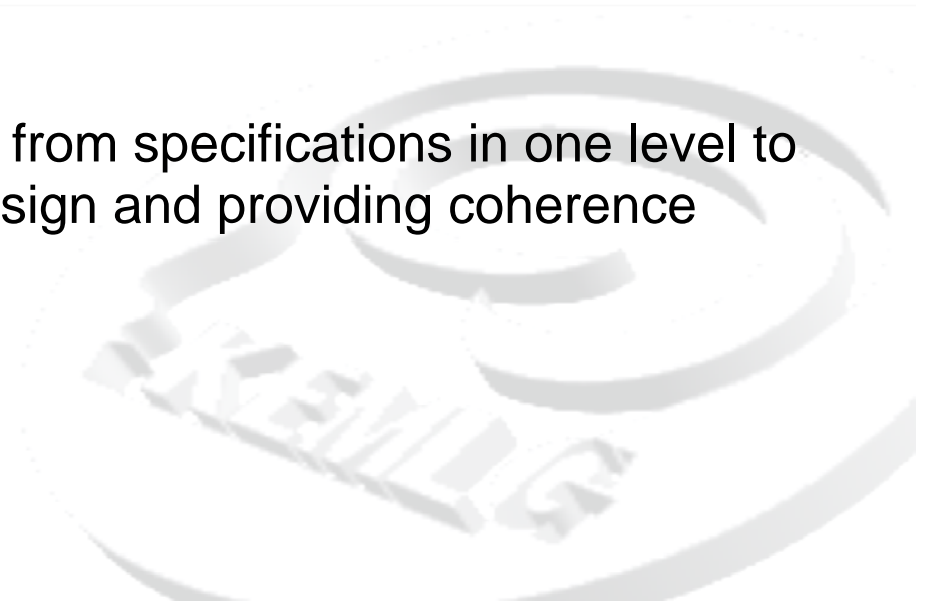 from specifications in one level to
sign and providing coherence
KEMLG